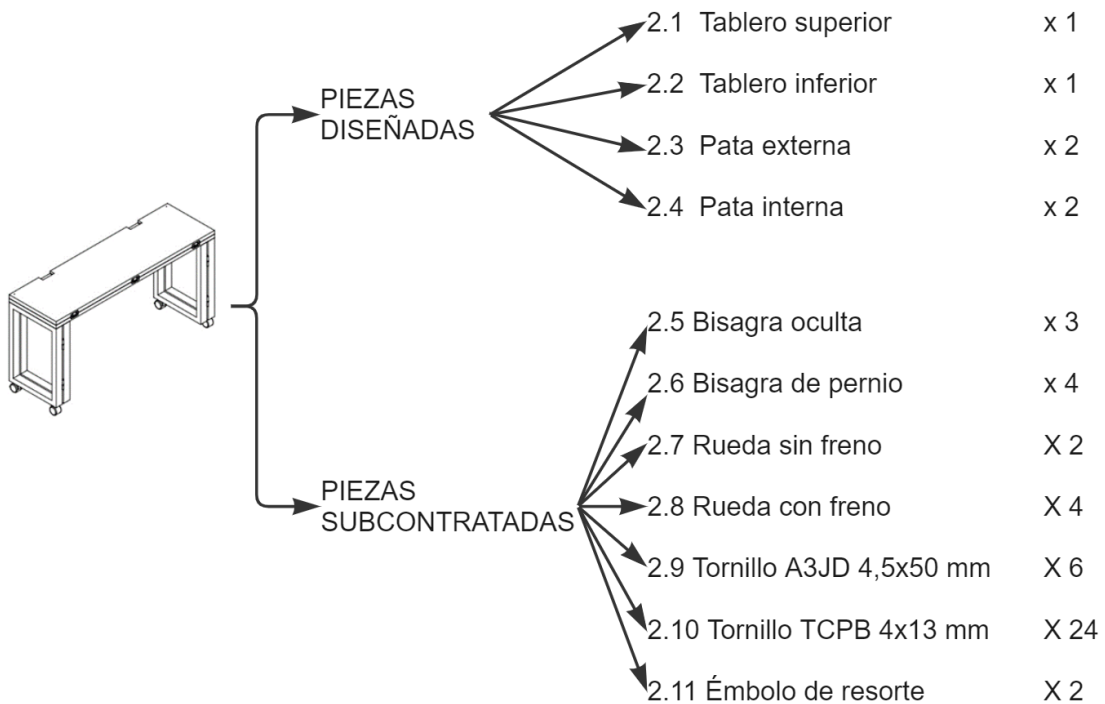 PIEZAS
DISEÑADAS
2.1 Tablero superior x 1
2.2 Tablero inferior x 1
2.3 Pata externa x 2
2.4 Pata interna x 2
PIEZAS
SUBCONTRATADAS
2.5 Bisagra oculta x 3
2.6 Bisagra de pernio x 4
2.7 Rueda sin freno X 2
2.8 Rueda con freno X 4
2.9 Tornillo A3JD 4,5x50 mm X 6
2.10 Tornillo TCPB 4x13 mm X 24
2.11 Émbolo de resorte X 2